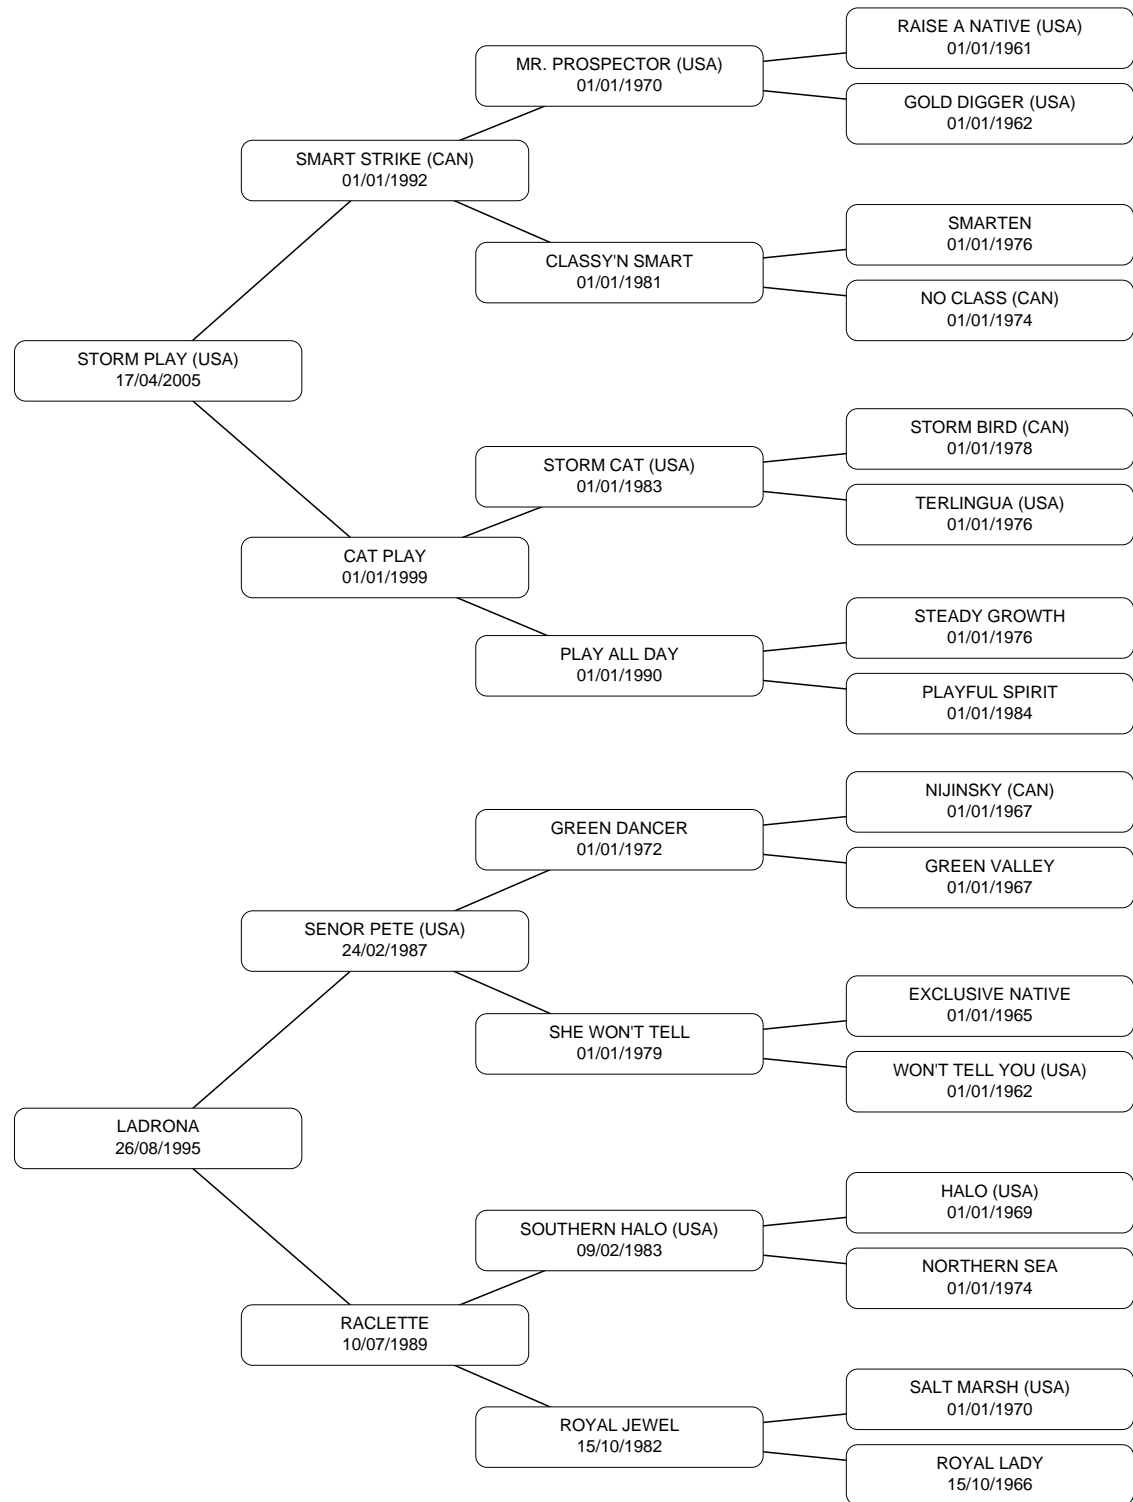 RAISE A NATIVE (USA)
01/01/1961
MR. PROSPECTOR (USA)
01/01/1970
GOLD DIGGER (USA)
01/01/1962
SMART STRIKE (CAN)
01/01/1992
SMARTEN
01/01/1976
CLASSY'N SMART
01/01/1981
NO CLASS (CAN)
01/01/1974
STORM PLAY (USA)
17/04/2005
STORM BIRD (CAN)
01/01/1978
STORM CAT (USA)
01/01/1983
TERLINGUA (USA)
01/01/1976
CAT PLAY
01/01/1999
STEADY GROWTH
01/01/1976
PLAY ALL DAY
01/01/1990
PLAYFUL SPIRIT
01/01/1984
NIJINSKY (CAN)
01/01/1967
GREEN DANCER
01/01/1972
GREEN VALLEY
01/01/1967
SENOR PETE (USA)
24/02/1987
EXCLUSIVE NATIVE
01/01/1965
SHE WON'T TELL
01/01/1979
WON'T TELL YOU (USA)
01/01/1962
LADRONA
26/08/1995
HALO (USA)
01/01/1969
SOUTHERN HALO (USA)
09/02/1983
NORTHERN SEA
01/01/1974
RACLETTE
10/07/1989
SALT MARSH (USA)
01/01/1970
ROYAL JEWEL
15/10/1982
ROYAL LADY
15/10/1966